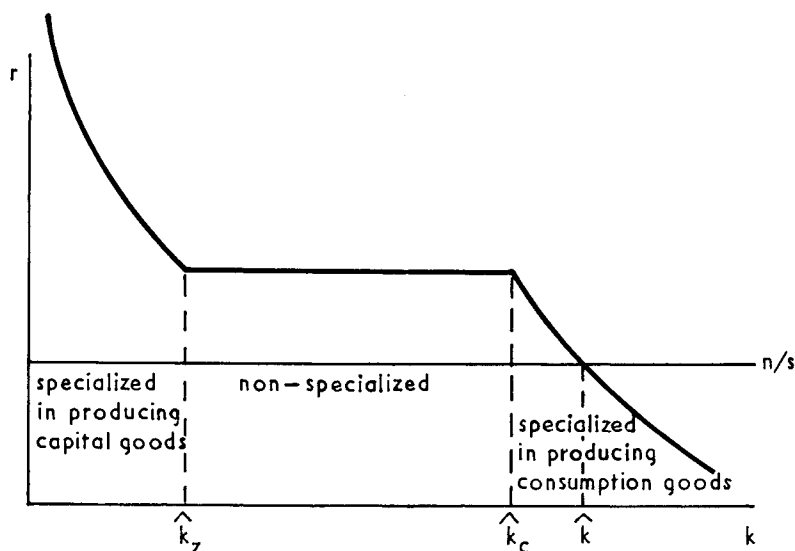 r
n/s
specialized
in producing
capital goods
non-specialized
specialized
in producing
consumption goods
k̂z
k̂c
k̂
k